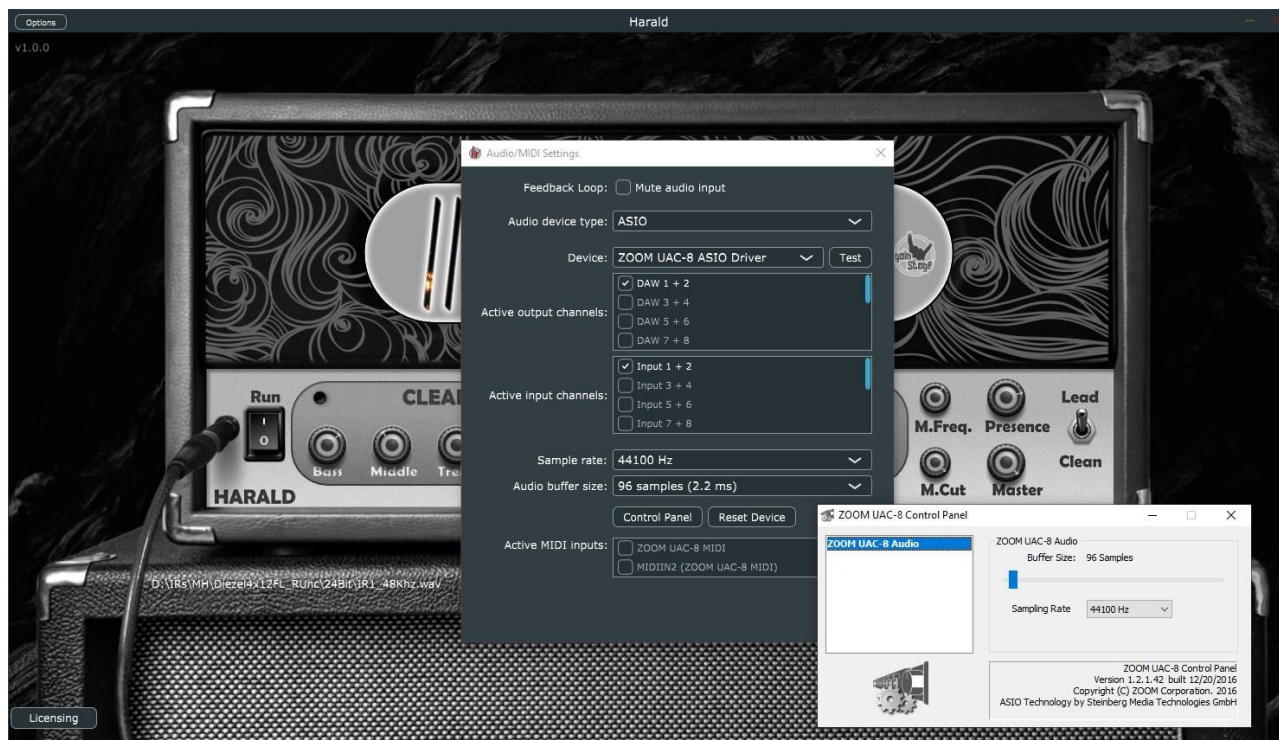 Options
Harald
v1.0.0
Audio/MIDI Settings
Feedback Loop: Mute audio input
Audio device type: ASIO
Device: ZOOM UAC-8 ASIO Driver Test
Active output channels:
DAW 1 + 2
DAW 3 + 4
DAW 5 + 6
DAW 7 + 8
Active input channels:
Input 1 + 2
Input 3 + 4
Input 5 + 6
Input 7 + 8
Sample rate: 44100 Hz
Audio buffer size: 96 samples (2.2 ms)
Control Panel Reset Device
Active MIDI inputs:
ZOOM UAC-8 MIDI
MIDIIN2 (ZOOM UAC-8 MIDI)
gain
Stage
Run
I
O
CLEA
Bass Middle Tre
HARALD
M.Freq. Presence Lead
M.Cut Master Clean
D:\IRs\MH\Diezel4x12FL_RUnc\24Bit\IR1_48Khz.wav
Licensing
ZOOM UAC-8 Control Panel
ZOOM UAC-8 Audio
ZOOM UAC-8 Audio
Buffer Size: 96 Samples
Sampling Rate 44100 Hz
ZOOM UAC-8 Control Panel
Version 1.2.1.42 built 12/20/2016
Copyright (C) ZOOM Corporation. 2016
ASIO Technology by Steinberg Media Technologies GmbH